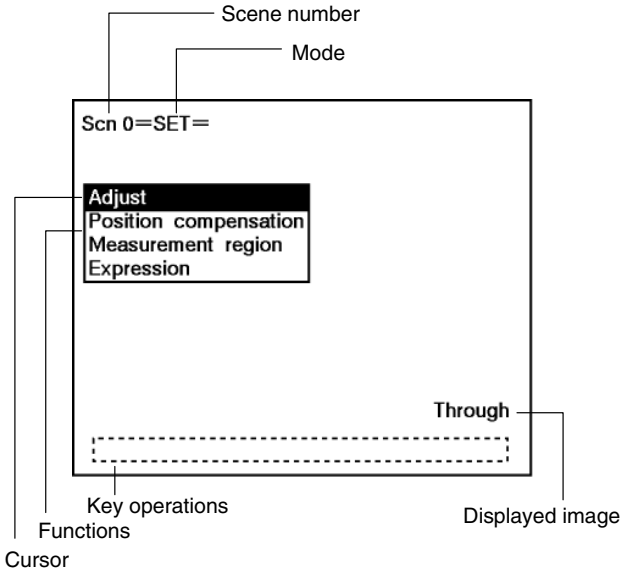 Scene number
Mode
Scn 0=SET=
Adjust
Position compensation
Measurement region
Expression
Through
Key operations
Displayed image
Functions
Cursor